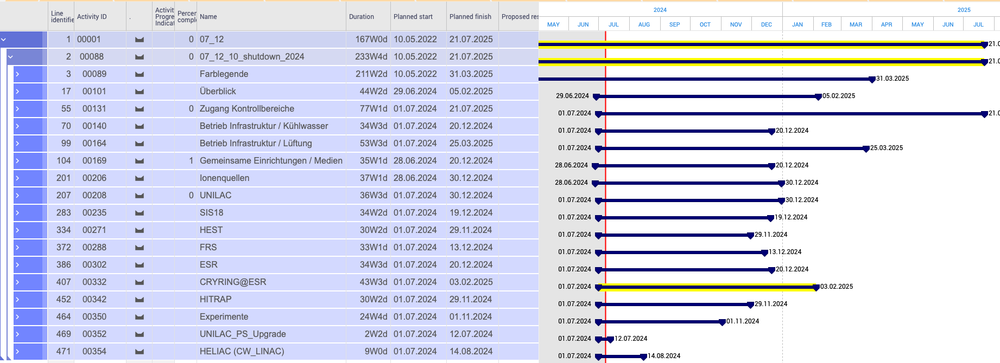 Line identifie Activity ID . Activit Progre Indicat Percen comple Name Duration Planned start Planned finish Proposed res
2024 2025
MAY JUN JUL AUG SEP OCT NOV DEC JAN FEB MAR APR MAY JUN JUL
1 00001 0 07_12 167W0d 10.05.2022 21.07.2025 21.0
2 00088 0 07_12_10_shutdown_2024 233W4d 10.05.2022 21.07.2025 21.0
3 00089 Farblegende 211W2d 10.05.2022 31.03.2025 31.03.2025
17 00101 Überblick 44W2d 29.06.2024 05.02.2025 29.06.2024 05.02.2025
55 00131 0 Zugang Kontrollbereiche 77W1d 01.07.2024 21.07.2025 01.07.2024 21.0
70 00140 Betrieb Infrastruktur / Kühlwasser 34W3d 01.07.2024 20.12.2024 01.07.2024 20.12.2024
99 00164 Betrieb Infrastruktur / Lüftung 53W3d 01.07.2024 25.03.2025 01.07.2024 25.03.2025
104 00169 1 Gemeinsame Einrichtungen / Medien 35W1d 28.06.2024 20.12.2024 28.06.2024 20.12.2024
201 00206 Ionenquellen 37W1d 28.06.2024 30.12.2024 28.06.2024 30.12.2024
207 00208 0 UNILAC 36W3d 01.07.2024 30.12.2024 01.07.2024 30.12.2024
283 00235 SIS18 34W2d 01.07.2024 19.12.2024 01.07.2024 19.12.2024
334 00271 HEST 30W2d 01.07.2024 29.11.2024 01.07.2024 29.11.2024
372 00288 FRS 33W1d 01.07.2024 13.12.2024 01.07.2024 13.12.2024
386 00302 ESR 34W3d 01.07.2024 20.12.2024 01.07.2024 20.12.2024
407 00332 CRYRING@ESR 43W3d 01.07.2024 03.02.2025 01.07.2024 03.02.2025
452 00342 HITRAP 30W2d 01.07.2024 29.11.2024 01.07.2024 29.11.2024
464 00350 Experimente 24W4d 01.07.2024 01.11.2024 01.07.2024 01.11.2024
469 00352 UNILAC_PS_Upgrade 2W2d 01.07.2024 12.07.2024 01.07.2024 12.07.2024
471 00354 HELIAC (CW_LINAC) 9W0d 01.07.2024 14.08.2024 01.07.2024 14.08.2024